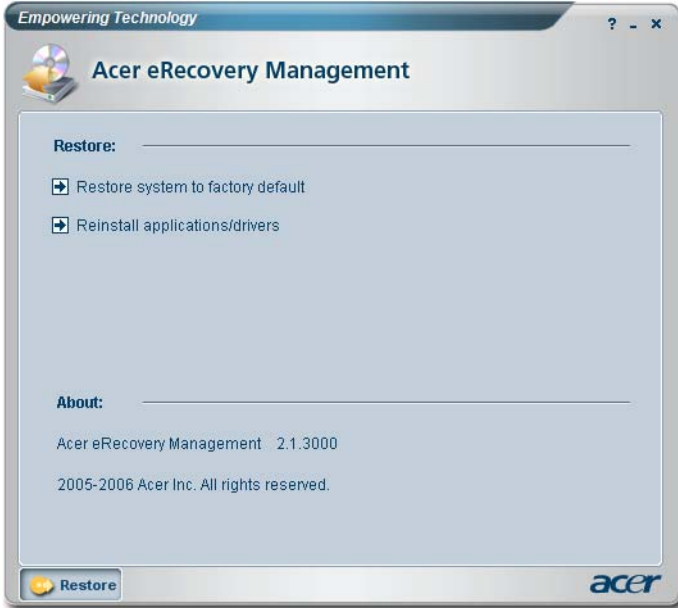 Empowering Technology
? - ×
Acer eRecovery Management
Restore:
Restore system to factory default
Reinstall applications/drivers
About:
Acer eRecovery Management 2.1.3000
2005-2006 Acer Inc. All rights reserved.
Restore
acer